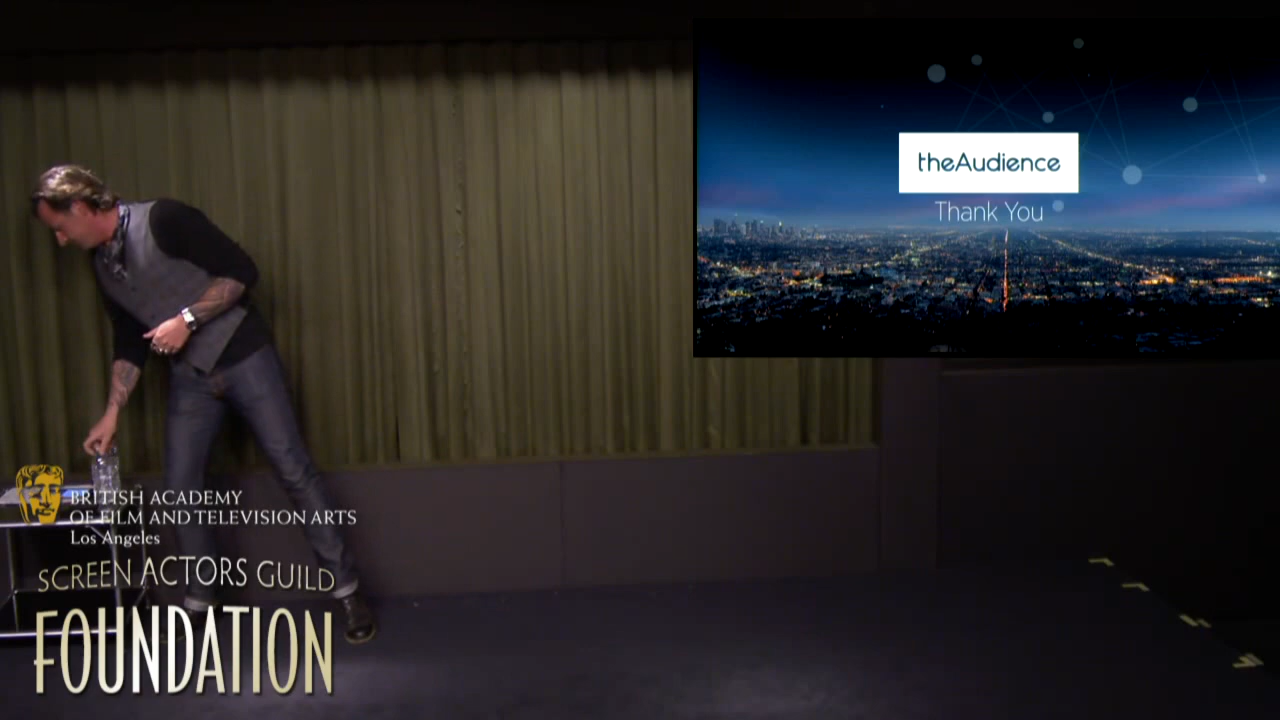 theAudience
Thank You
BRITISH ACADEMY
OF FILM AND TELEVISION ARTS
Los Angeles
SCREEN ACTORS GUILD
FOUNDATION